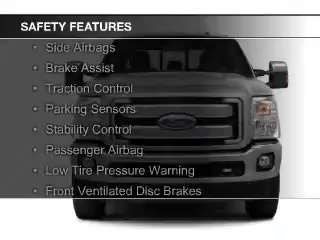 SAFETY FEATURES
• Side Airbags
• Brake Assist
• Traction Control
• Parking Sensors
• Stability Control
• Passenger Airbag
• Low Tire Pressure Warning
• Front Ventilated Disc Brakes